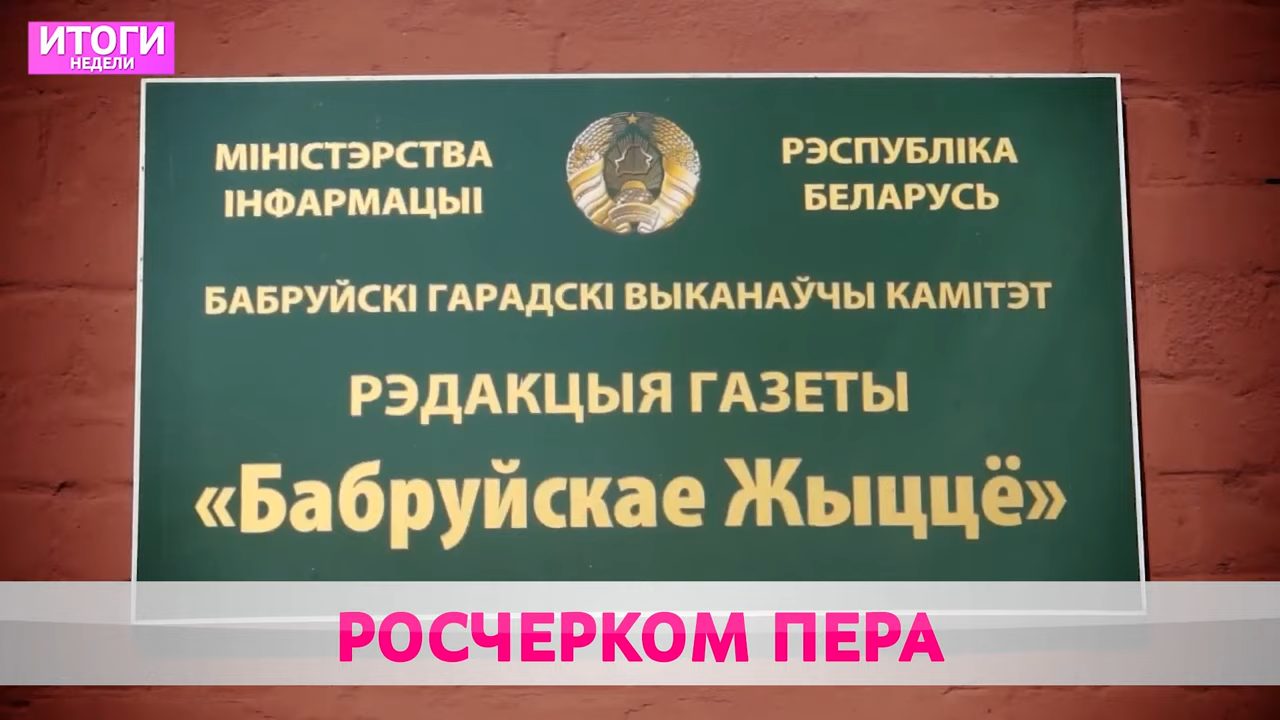 ИТОГИ
НЕДЕЛИ
МІНІСТЭРСТВА
ІНФАРМАЦЫІ
РЭСПУБЛІКА
БЕЛАРУСЬ
БАБРУЙСКІ ГАРАДСКІ ВЫКАНАЎЧЫ КАМІТЭТ
РЭДАКЦЫЯ ГАЗЕТЫ
«Бабруйскае Жыццё»
РОСЧЕРКОМ ПЕРА